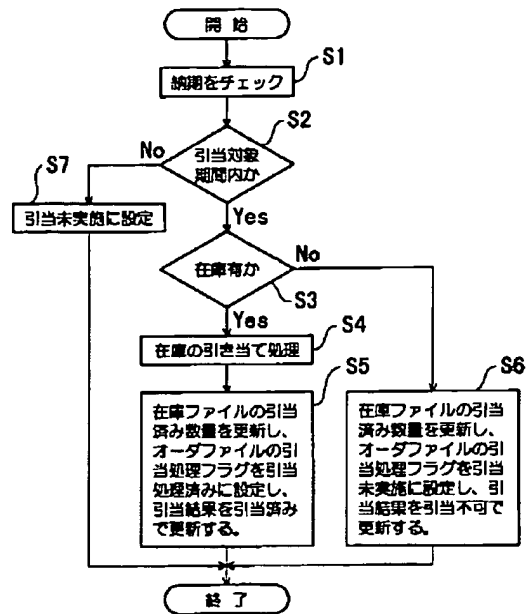 開 始
S1
納期をチェック
S2
引当対象
期間内か
No
S7
引当未実施に設定
Yes
在庫有か
No
S3
Yes
S4
在庫の引き当て処理
S5
在庫ファイルの引当
済み数量を更新し、
オーダファイルの引
当処理フラグを引当
処理済みに設定し、
引当結果を引当済み
で更新する。
S6
在庫ファイルの引当
済み数量を更新し、
オーダファイルの引
当処理フラグを引当
未実施に設定し、引
当結果を引当不可で
更新する。
終 了